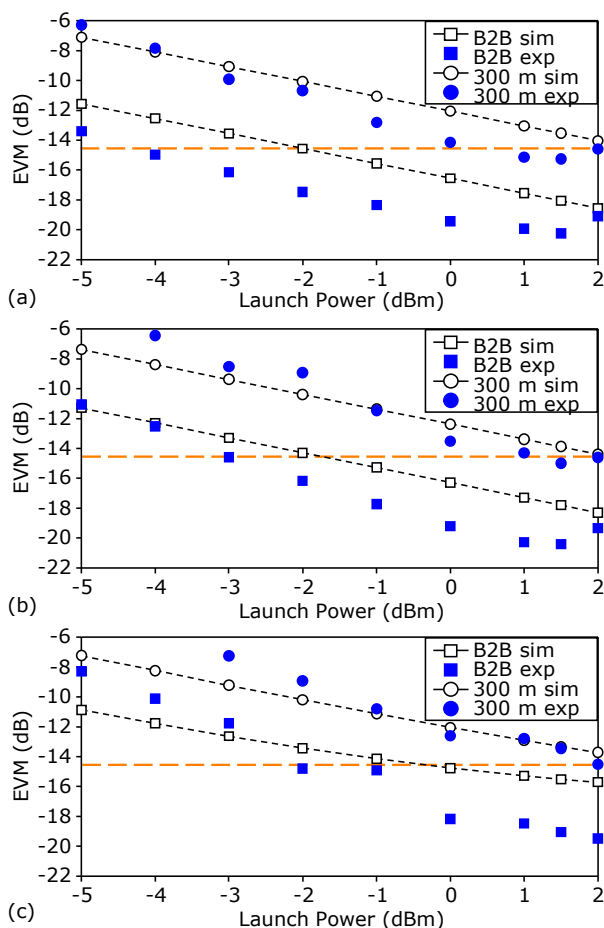 -6
-8
-10
-12
-14
-16
-18
-20
-22
EVM (dB)
B2B sim
B2B exp
300 m sim
300 m exp
-5 -4 -3 -2 -1 0 1 2
(a) Launch Power (dBm)
-6
-8
-10
-12
-14
-16
-18
-20
-22
EVM (dB)
B2B sim
B2B exp
300 m sim
300 m exp
-5 -4 -3 -2 -1 0 1 2
(b) Launch Power (dBm)
-6
-8
-10
-12
-14
-16
-18
-20
-22
EVM (dB)
B2B sim
B2B exp
300 m sim
300 m exp
-5 -4 -3 -2 -1 0 1 2
(c) Launch Power (dBm)